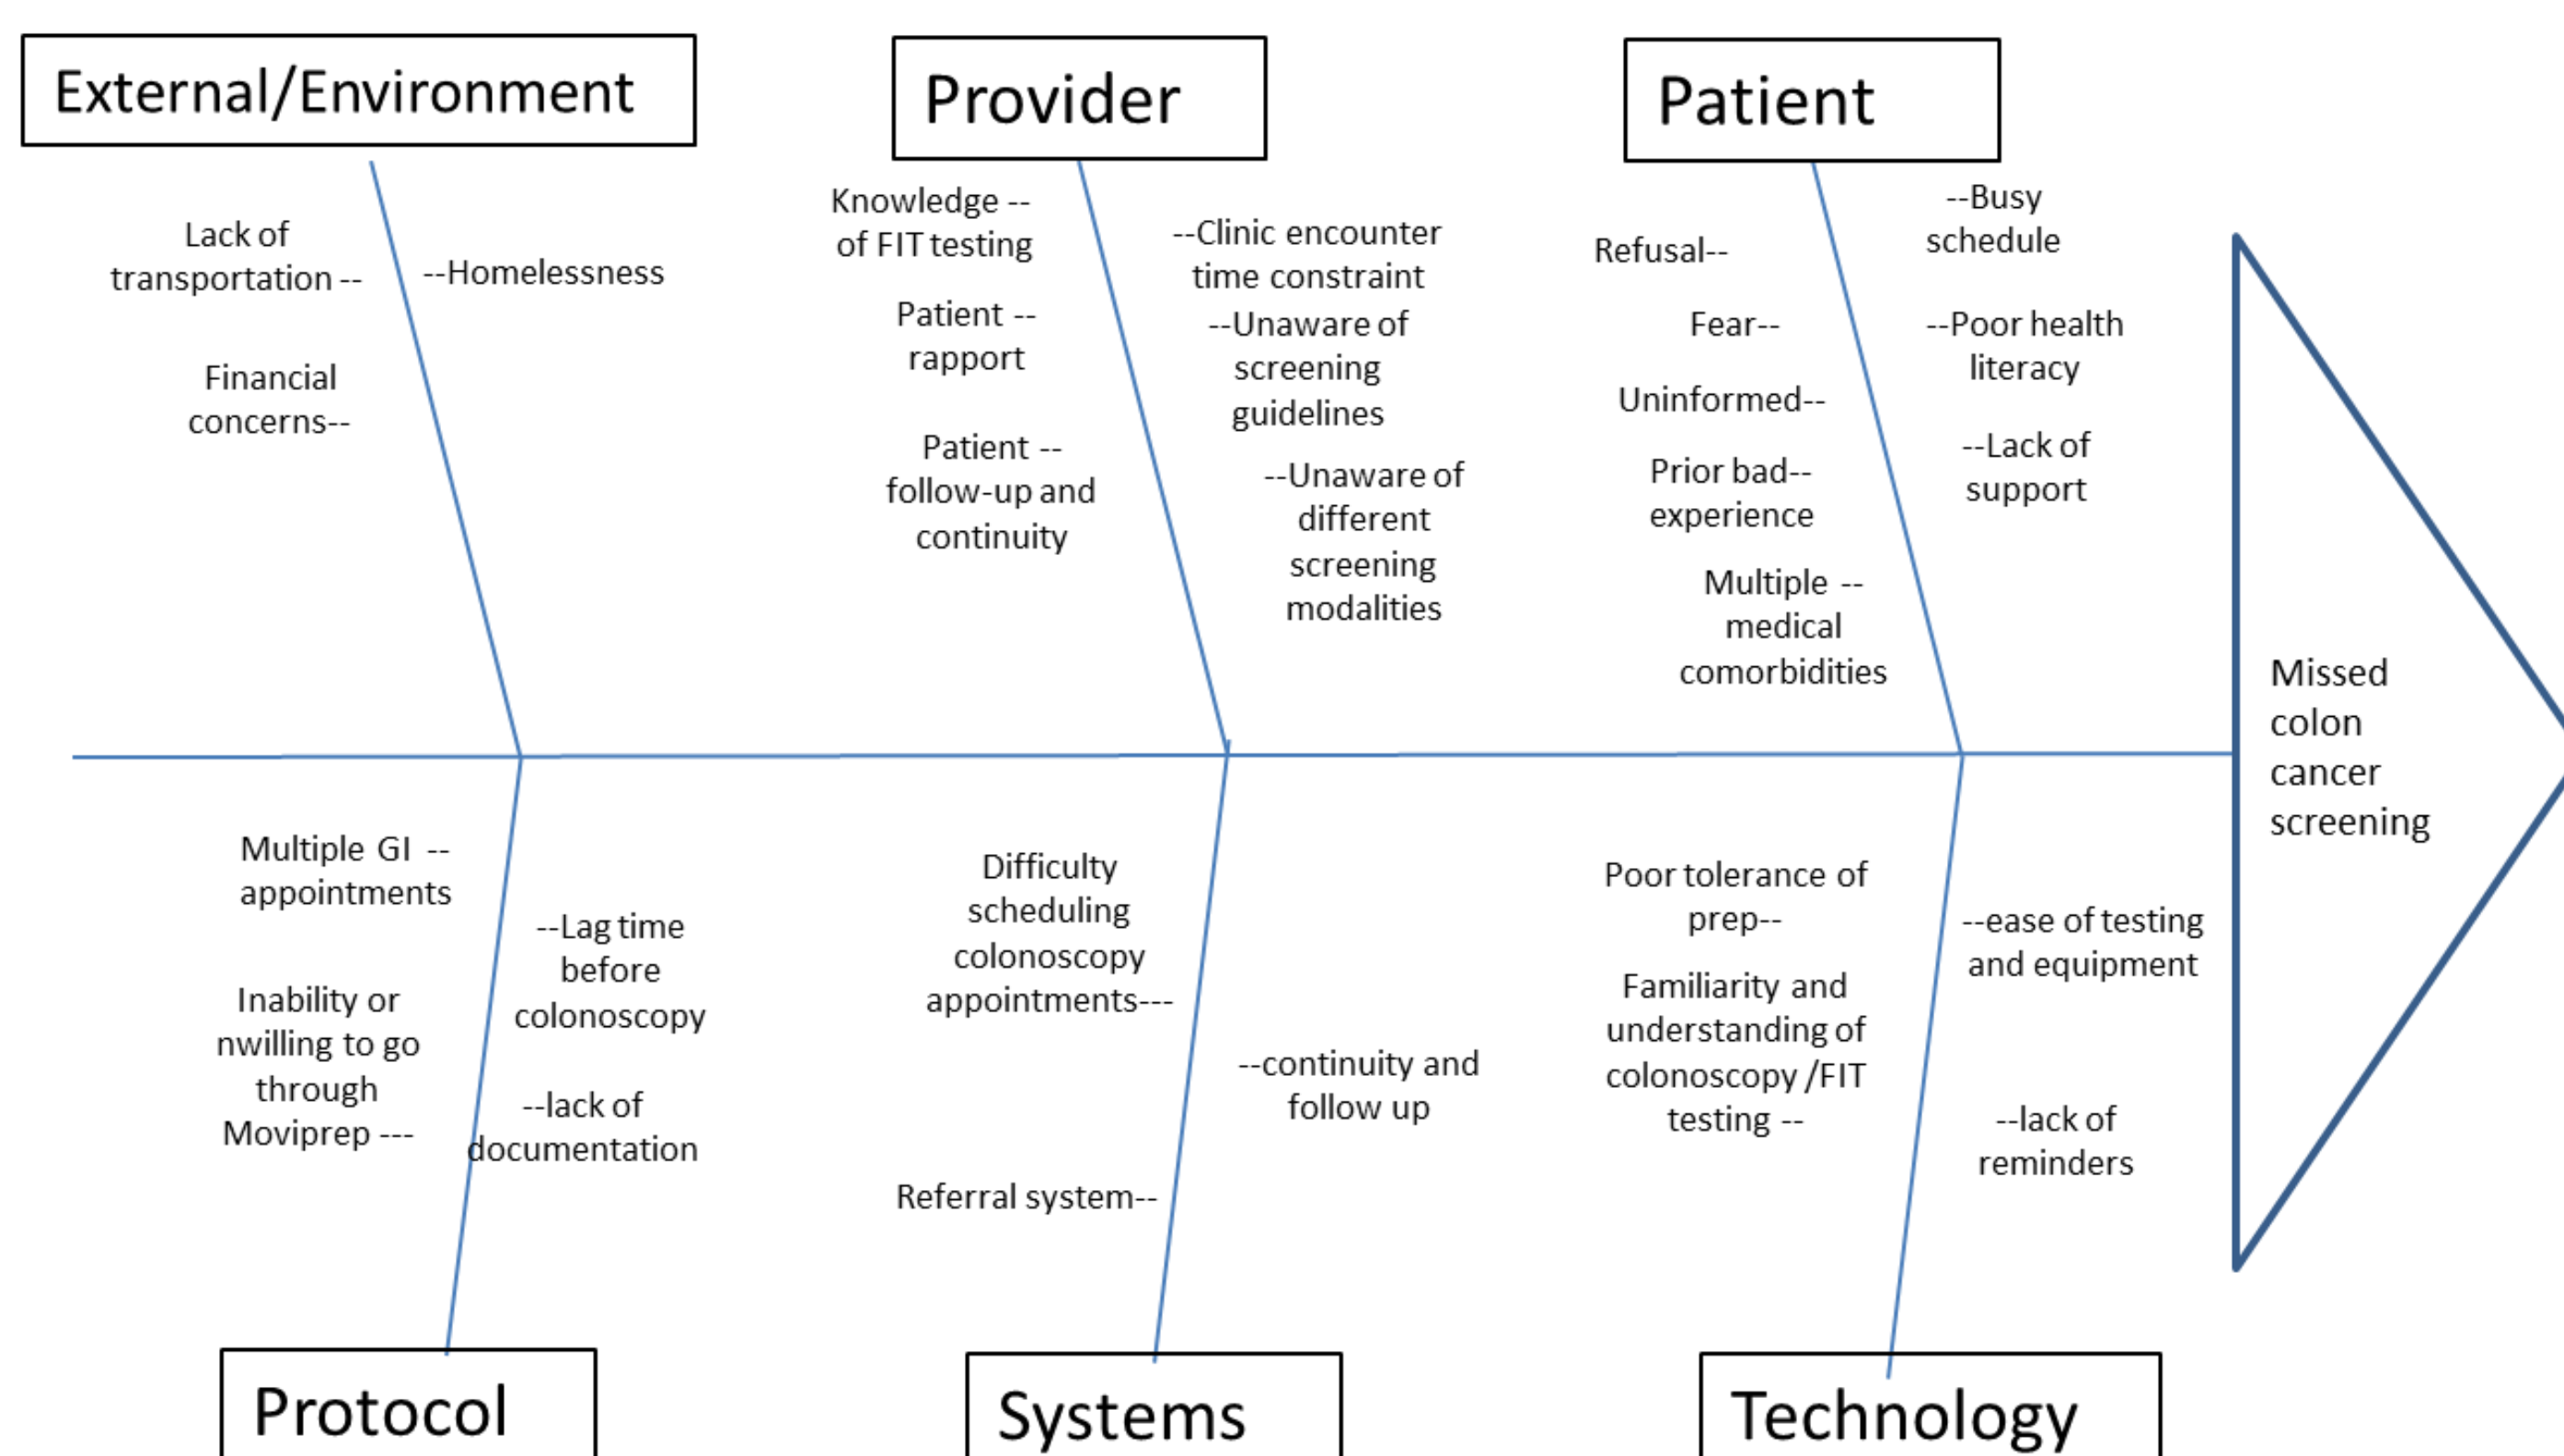 External/Environment
Provider
Patient
Lack of
transportation --
--Homelessness
Financial
concerns--
Knowledge --
of FIT testing
Patient --
rapport
Patient --
follow-up and
continuity
--Clinic encounter
time constraint
--Unaware of
screening
guidelines
--Unaware of
different
screening
modalities
Refusal--
Fear--
Uninformed--
Prior bad--
experience
Multiple --
medical
comorbidities
--Busy
schedule
--Poor health
literacy
--Lack of
support
Missed
colon
cancer
screening
Multiple GI --
appointments
Inability or
nwilling to go
through
Moviprep ---
--Lag time
before
colonoscopy
--lack of
documentation
Difficulty
scheduling
colonoscopy
appointments---
Referral system--
--continuity and
follow up
Poor tolerance of
prep--
Familiarity and
understanding of
colonoscopy /FIT
testing --
--ease of testing
and equipment
--lack of
reminders
Protocol
Systems
Technology